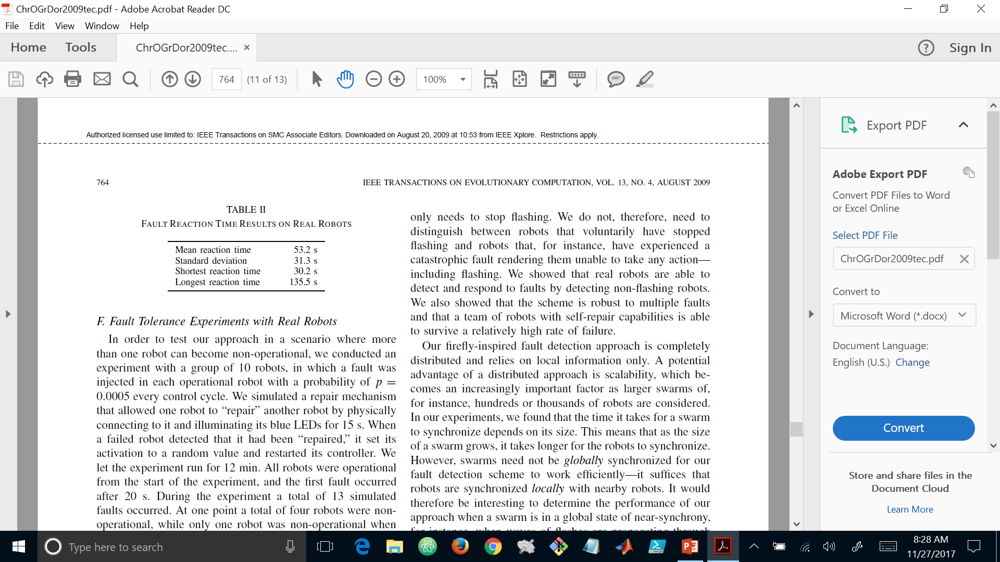 ChrOGrDor2009tec.pdf - Adobe Acrobat Reader DC
File Edit View Window Help
Home Tools ChrOGrDor2009tec.... Sign In
764 (11 of 13) 100%
Authorized licensed use limited to: IEEE Transactions on SMC Associate Editors. Downloaded on August 20, 2009 at 10:53 from IEEE Xplore. Restrictions apply.
764 IEEE TRANSACTIONS ON EVOLUTIONARY COMPUTATION, VOL. 13, NO. 4, AUGUST 2009
TABLE II
FAULT REACTION TIME RESULTS ON REAL ROBOTS
Mean reaction time 53.2 s
Standard deviation 31.3 s
Shortest reaction time 30.2 s
Longest reaction time 135.5 s
F. Fault Tolerance Experiments with Real Robots
In order to test our approach in a scenario where more
than one robot can become non-operational, we conducted an
experiment with a group of 10 robots, in which a fault was
injected in each operational robot with a probability of p =
0.0005 every control cycle. We simulated a repair mechanism
that allowed one robot to “repair” another robot by physically
connecting to it and illuminating its blue LEDs for 15 s. When
a failed robot detected that it had been “repaired,” it set its
activation to a random value and restarted its controller. We
let the experiment run for 12 min. All robots were operational
from the start of the experiment, and the first fault occurred
after 20 s. During the experiment a total of 13 simulated
faults occurred. At one point a total of four robots were non-
operational, while only one robot was non-operational when
only needs to stop flashing. We do not, therefore, need to
distinguish between robots that voluntarily have stopped
flashing and robots that, for instance, have experienced a
catastrophic fault rendering them unable to take any action—
including flashing. We showed that real robots are able to
detect and respond to faults by detecting non-flashing robots.
We also showed that the scheme is robust to multiple faults
and that a team of robots with self-repair capabilities is able
to survive a relatively high rate of failure.
Our firefly-inspired fault detection approach is completely
distributed and relies on local information only. A potential
advantage of a distributed approach is scalability, which be-
comes an increasingly important factor as larger swarms of,
for instance, hundreds or thousands of robots are considered.
In our experiments, we found that the time it takes for a swarm
to synchronize depends on its size. This means that as the size
of a swarm grows, it takes longer for the robots to synchronize.
However, swarms need not be globally synchronized for our
fault detection scheme to work efficiently—it suffices that
robots are synchronized locally with nearby robots. It would
therefore be interesting to determine the performance of our
approach when a swarm is in a global state of near-synchrony,
for instance, when waves of flashes are propagating through
Export PDF
Adobe Export PDF
Convert PDF Files to Word
or Excel Online
Select PDF File
ChrOGrDor2009tec.pdf
Convert to
Microsoft Word (*.docx)
Document Language:
English (U.S.) Change
Convert
Store and share files in the
Document Cloud
Learn More
Type here to search
8:28 AM
11/27/2017